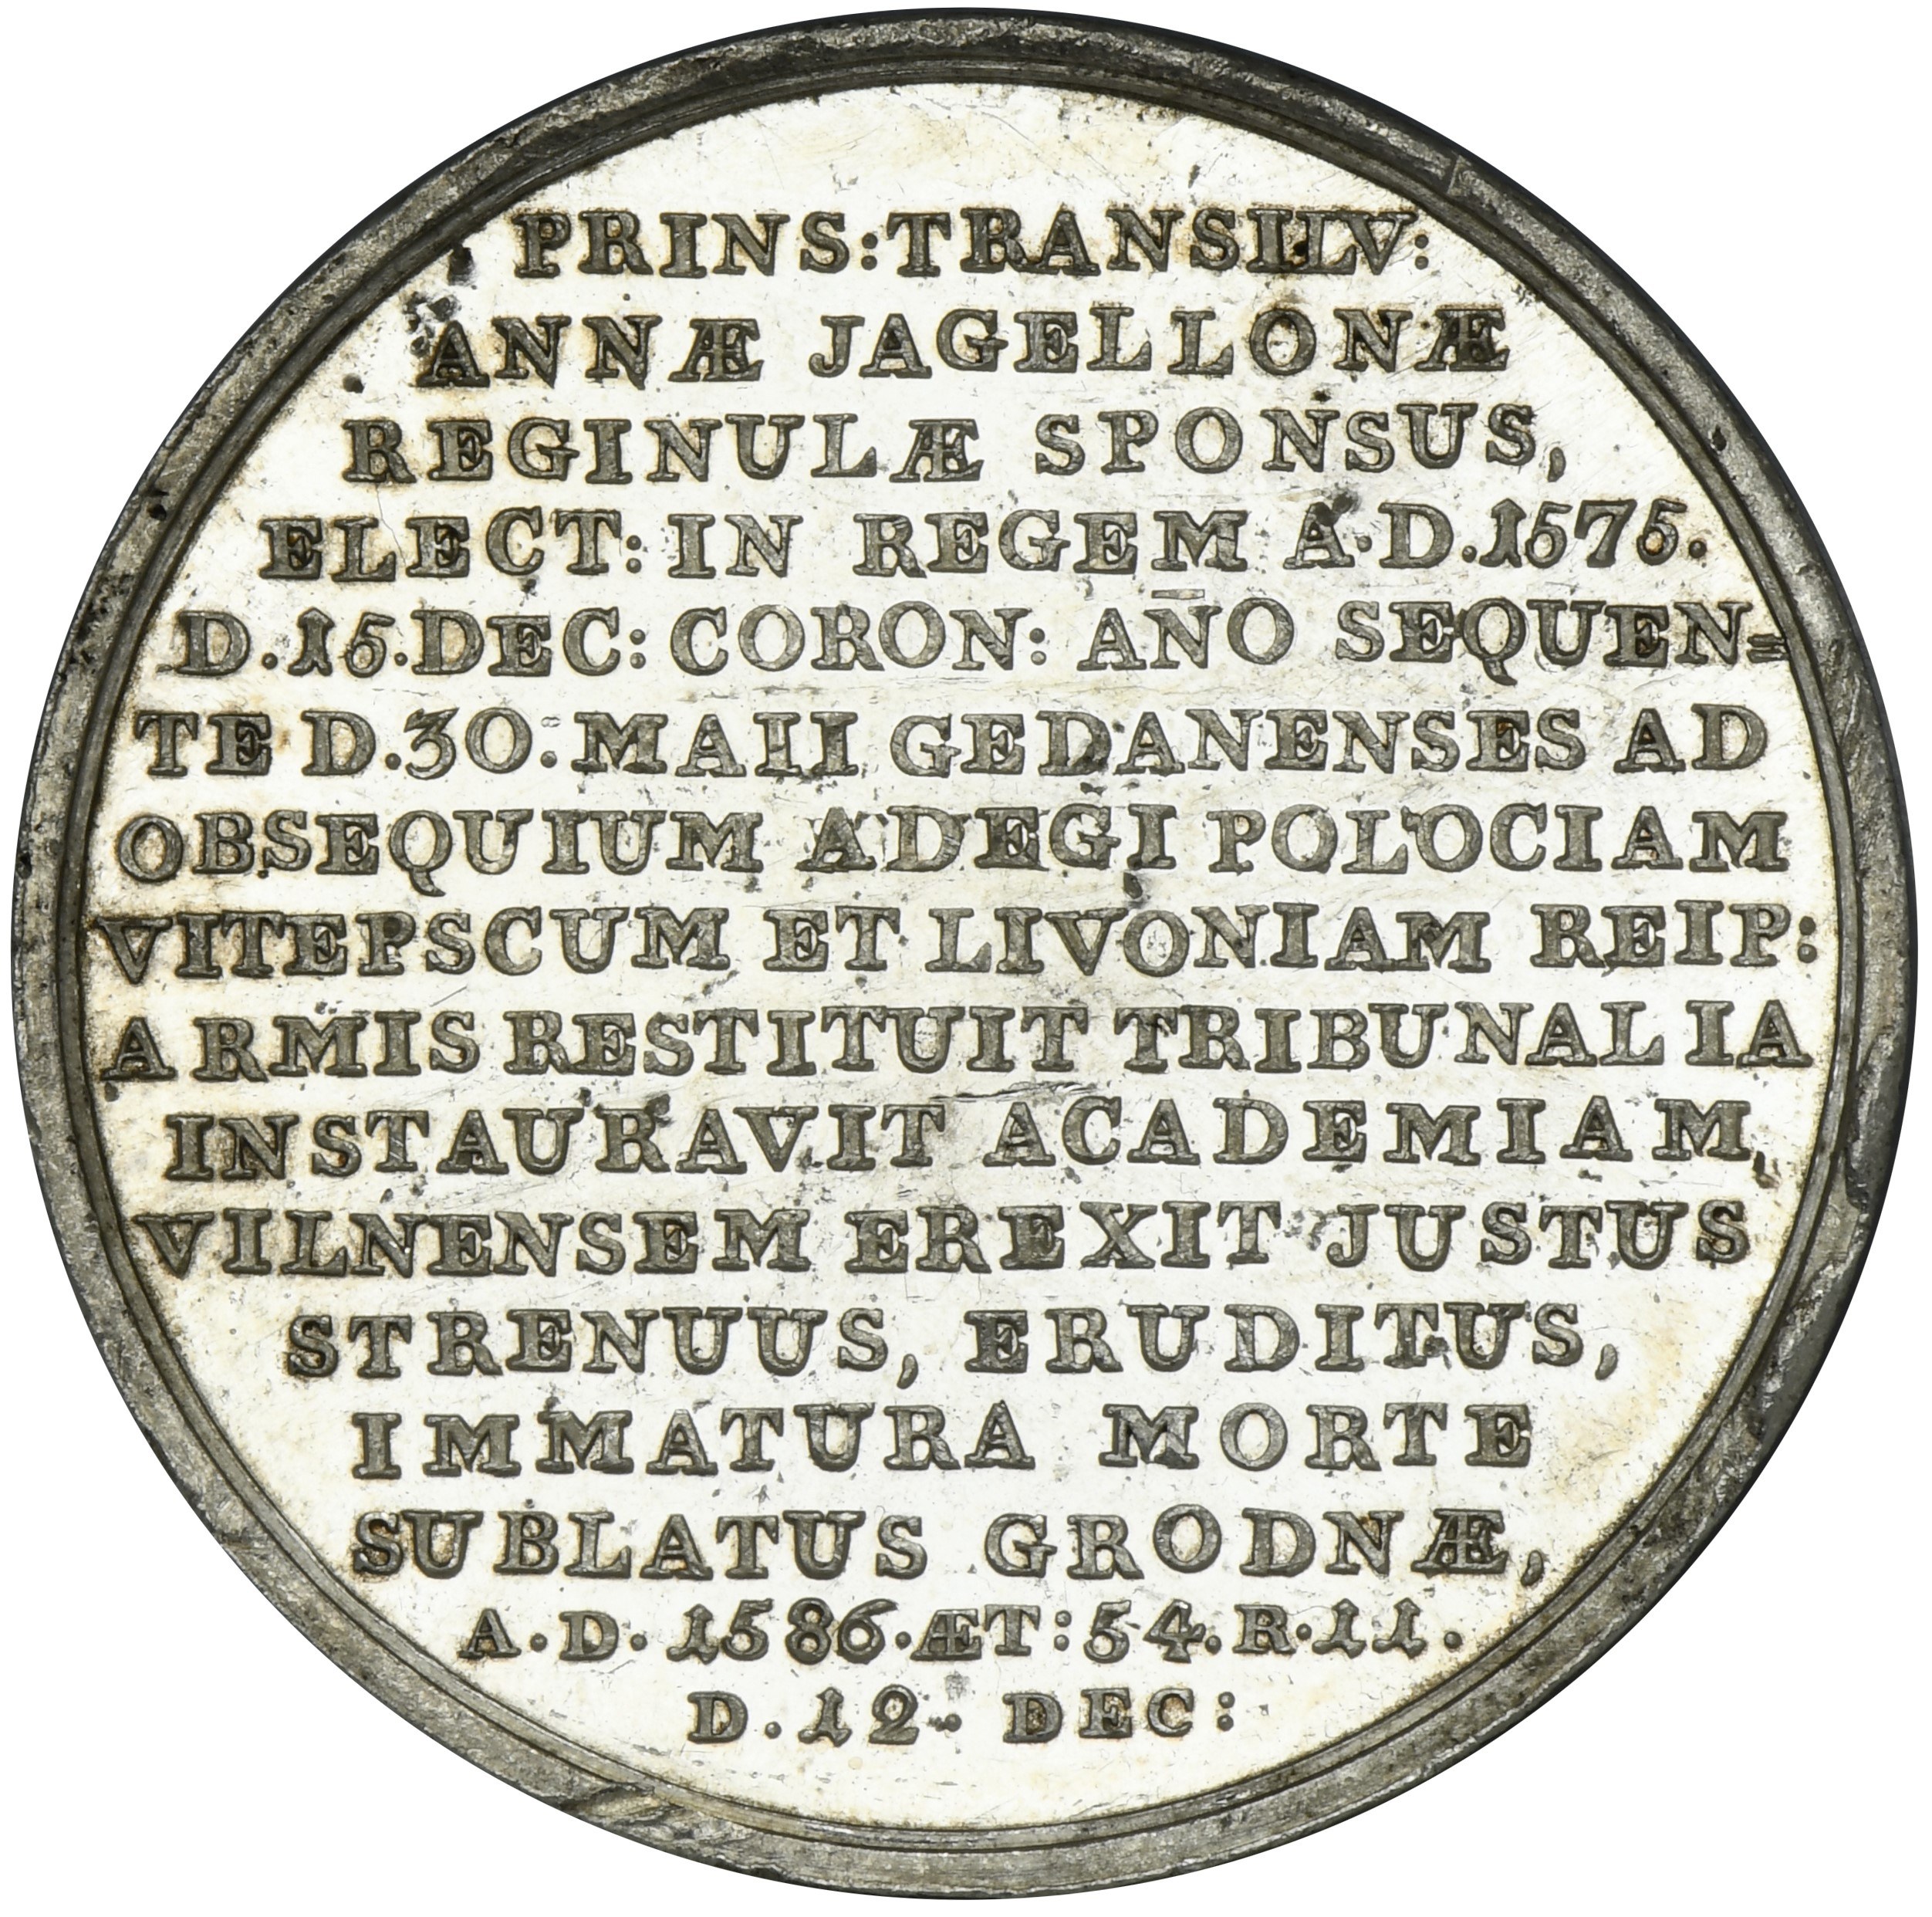 PRINS:TRANSILV:
ANNÆ JAGELLONÆ
REGINULÆ SPONSUS,
ELECT: IN REGEM A·D.1575.
D.15.DEC: CORON: AÑO SEQUEN=
TE D.30. MAII GEDANENSES AD
OBSEQUIUM ADEGI POLOCIAM
VITEPSCUM ET LIVONIAM REIP:
ARMIS RESTITUIT TRIBUNALIA
INSTAURAVIT ACADEMIAM,
VILNENSEM EREXIT JUSTUS
STRENUUS, ERUDITUS,
IMMATURA MORTE
SUBLATUS GRODNÆ,
A.D.1586.ÆT:54.R.11.
D.12. DEC: